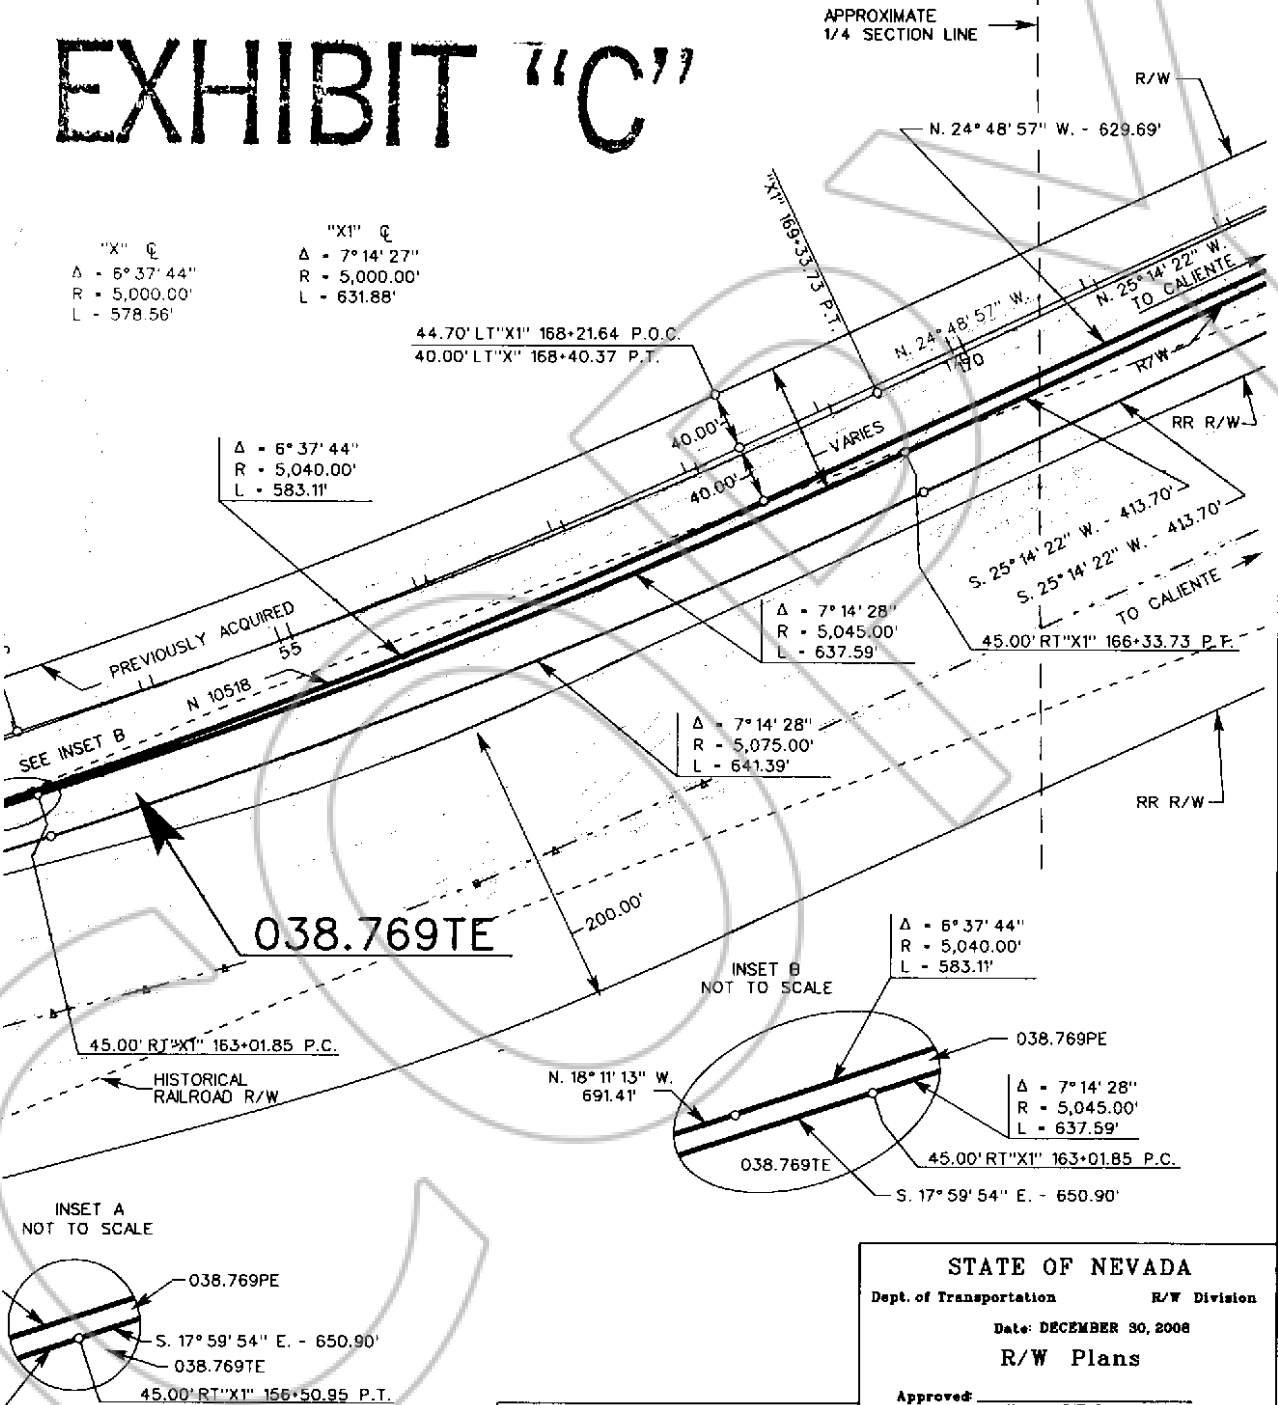 EXHIBIT "C"
APPROXIMATE
1/4 SECTION LINE
R/W
N. 24° 48' 57" W. - 629.69'
"X" ℄
Δ = 6° 37' 44"
R = 5,000.00'
L = 578.56'
"X1" ℄
Δ = 7° 14' 27"
R = 5,000.00'
L = 631.88'
"X1" 169+33.73 P.T.
44.70' LT "X1" 168+21.64 P.O.C.
40.00' LT "X" 168+40.37 P.T.
N. 24° 48' 57" W.
N. 25° 14' 22" W.
TO CALIENTE
170
R/W
RR R/W
40.00'
40.00'
VARIES
Δ = 6° 37' 44"
R = 5,040.00'
L = 583.11'
S. 25° 14' 22" W. - 413.70'
S. 25° 14' 22" W. - 413.70'
TO CALIENTE
Δ = 7° 14' 28"
R = 5,045.00'
L = 637.59'
45.00' RT "X1" 166+33.73 P.T.
PREVIOUSLY ACQUIRED
55
N 10518
SEE INSET B
Δ = 7° 14' 28"
R = 5,075.00'
L = 641.39'
RR R/W
038.769TE
200.00'
45.00' RT "X1" 163+01.85 P.C.
HISTORICAL
RAILROAD R/W
INSET B
NOT TO SCALE
Δ = 6° 37' 44"
R = 5,040.00'
L = 583.11'
038.769PE
N. 18° 11' 13" W.
691.41'
Δ = 7° 14' 28"
R = 5,045.00'
L = 637.59'
038.769TE
45.00' RT "X1" 163+01.85 P.C.
S. 17° 59' 54" E. - 650.90'
INSET A
NOT TO SCALE
038.769PE
S. 17° 59' 54" E. - 650.90'
038.769TE
45.00' RT "X1" 156+50.95 P.T.
STATE OF NEVADA
Dept. of Transportation R/W Division
Date: DECEMBER 30, 2008
R/W Plans
Approved:
COPY